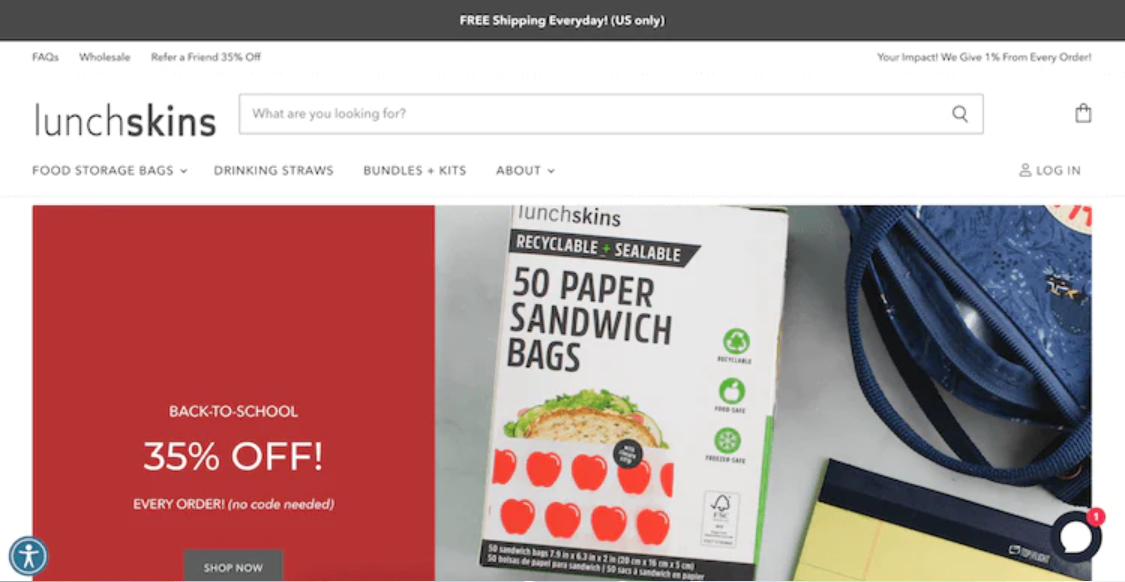 FREE Shipping Everyday! (US only)
FAQs Wholesale Refer a Friend 35% Off
Your Impact! We Give 1% From Every Order!
lunchskins
What are you looking for?
FOOD STORAGE BAGS DRINKING STRAWS BUNDLES + KITS ABOUT
LOG IN
BACK-TO-SCHOOL
35% OFF!
EVERY ORDER! (no code needed)
SHOP NOW
lunchskins
RECYCLABLE + SEALABLE
50 PAPER
SANDWICH
BAGS
RECYCLABLE
FOOD-SAFE
FREEZER-SAFE
FSC
50 sandwich bags 7.9 in x 6.3 in x 2 in (20 cm x 16 cm x 5 cm)
50 bolsas de papel para sandwich | 50 sacs à sandwich en papier
TOP FLIGHT
1